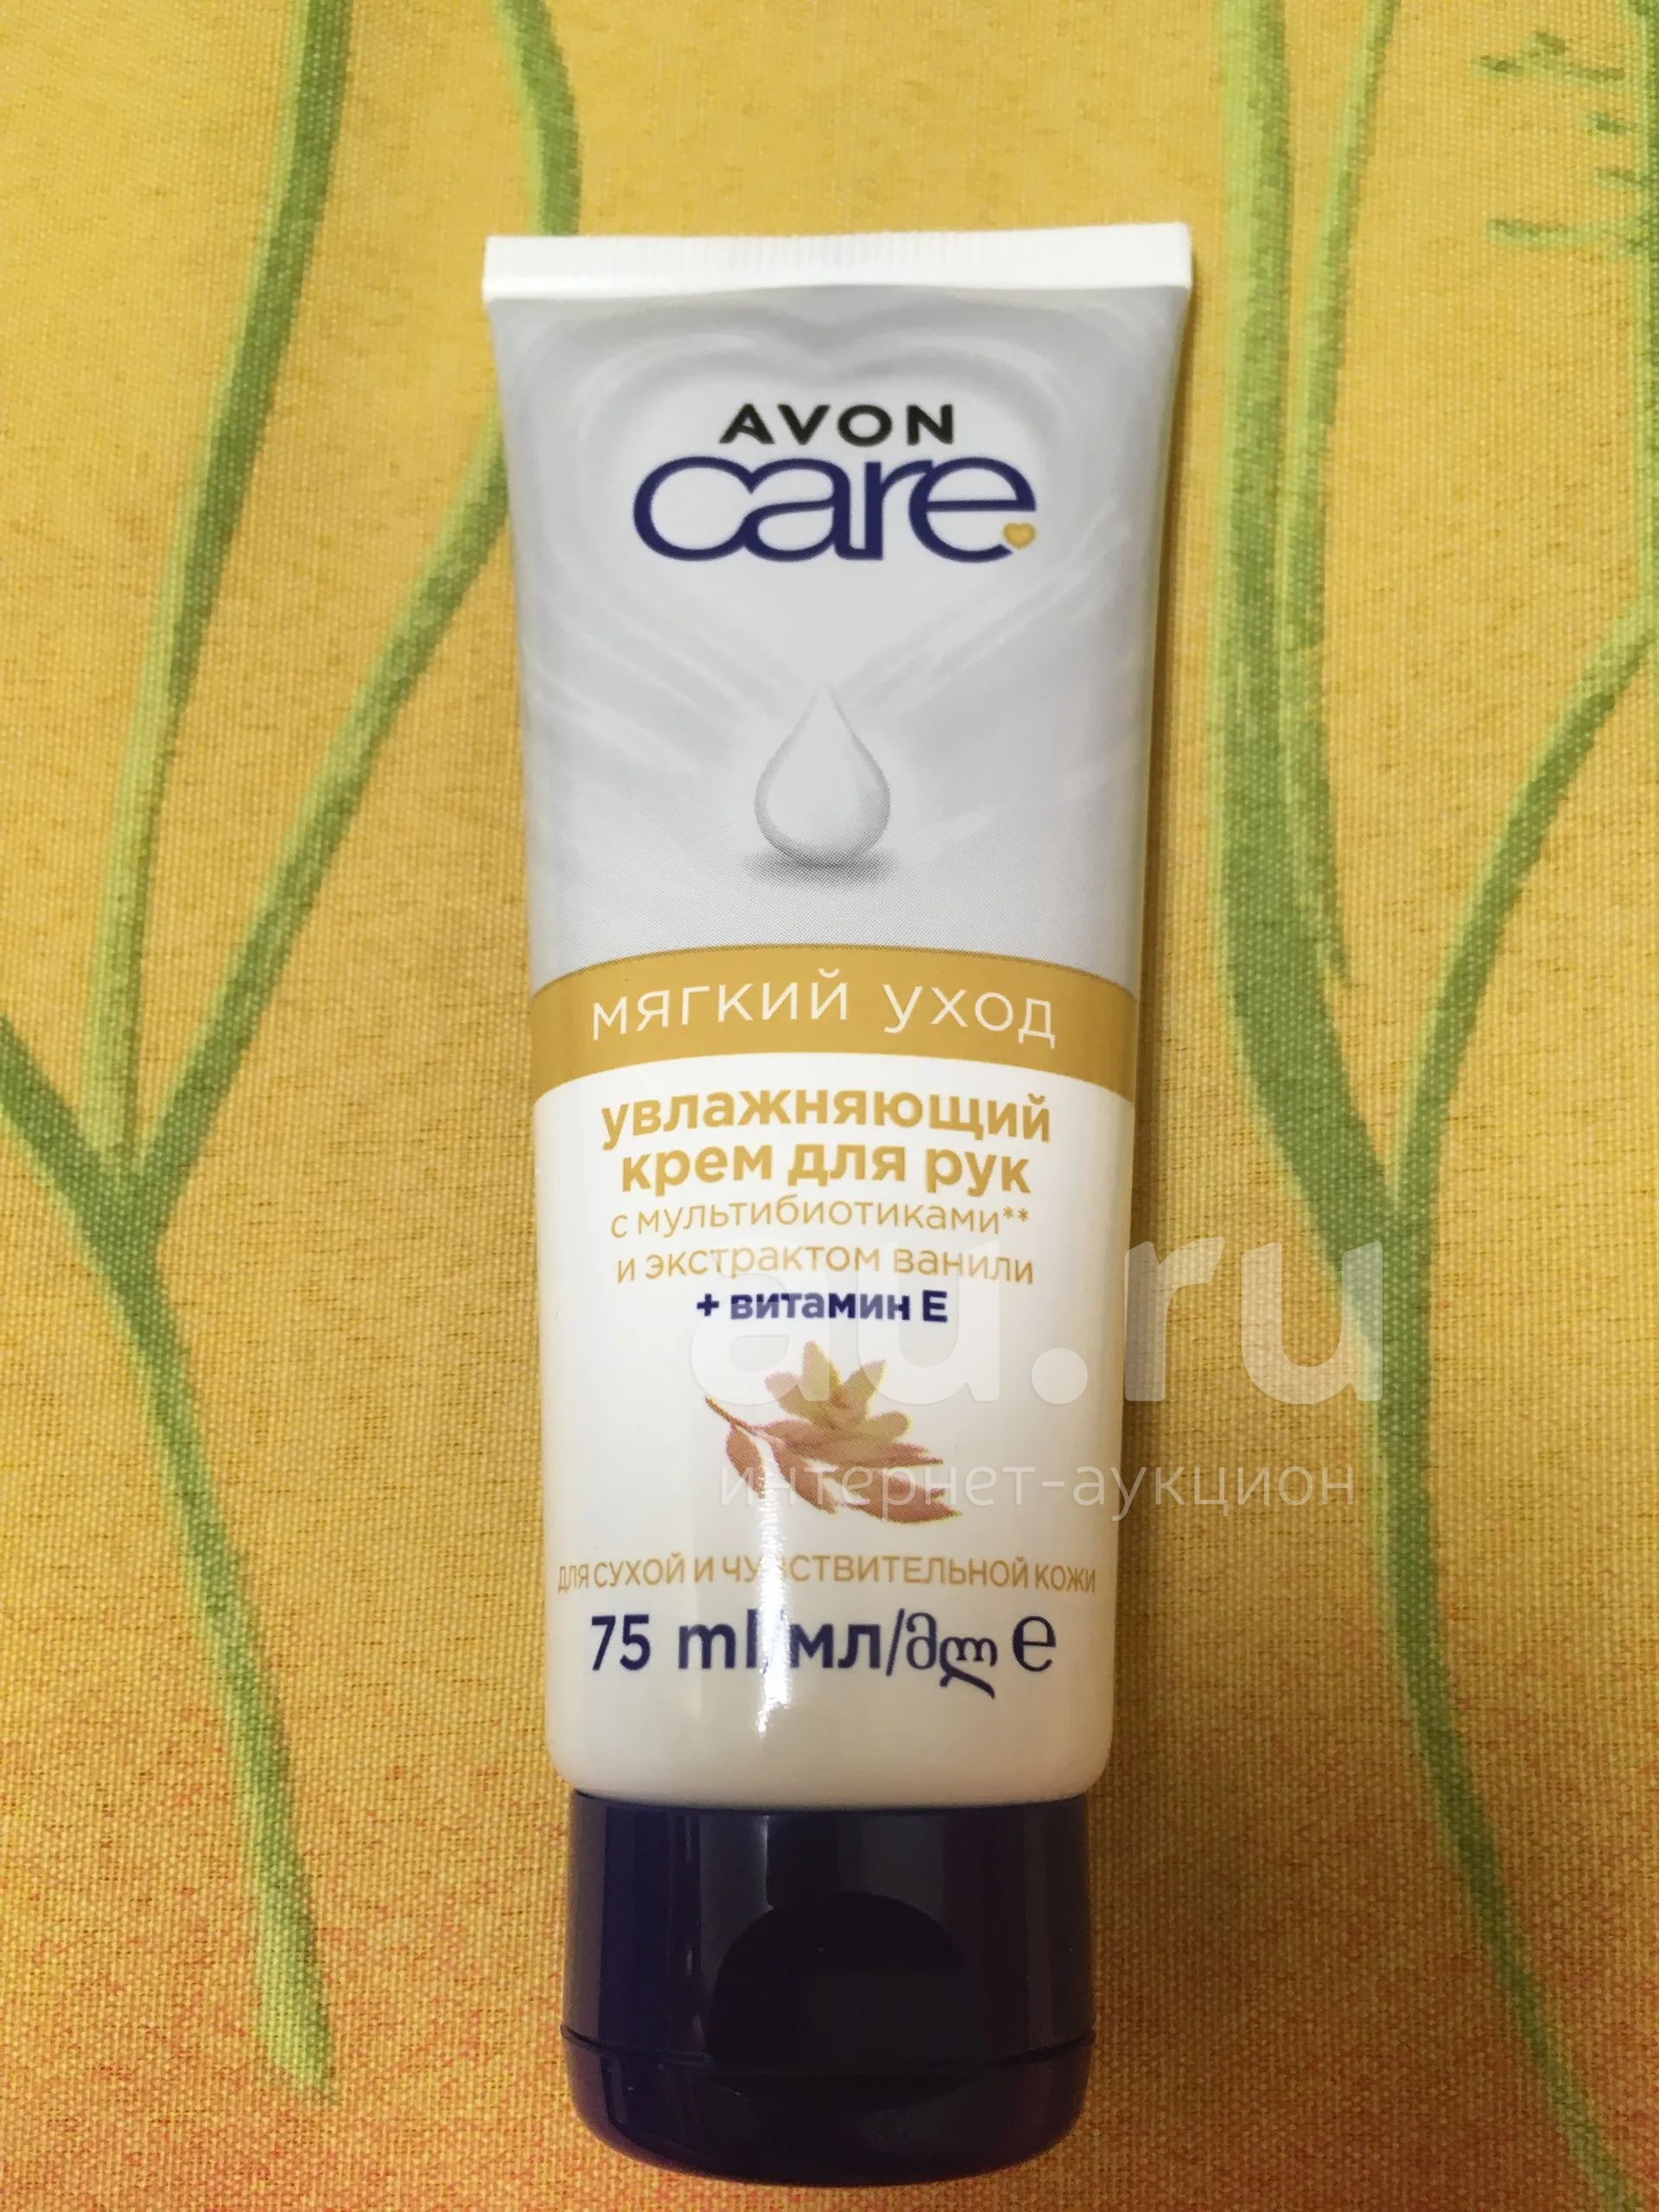 AVON
care
МЯГКИЙ УХОД
увлажняющий
крем для рук
с мультибиотиками**
и экстрактом ванили
+ витамин Е
ДЛЯ СУХОЙ И ЧУВСТВИТЕЛЬНОЙ КОЖИ
75 ml/мл/მლ e
au.ru
интернет-аукцион